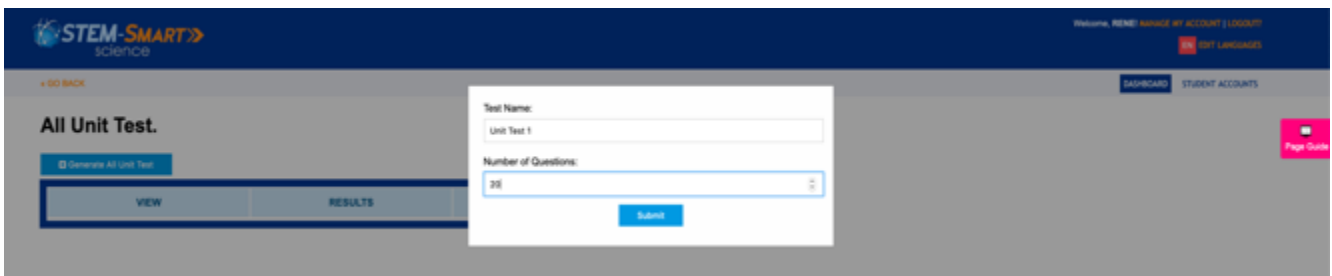 STEM-SMART»
science
Welcome, RENE! MANAGE MY ACCOUNT | LOGOUT?
EN EDIT LANGUAGES
« GO BACK
DASHBOARD STUDENT ACCOUNTS
All Unit Test.
Generate All Unit Test
VIEW RESULTS
Test Name:
Unit Test 1
Number of Questions:
20
Submit
Page Guide